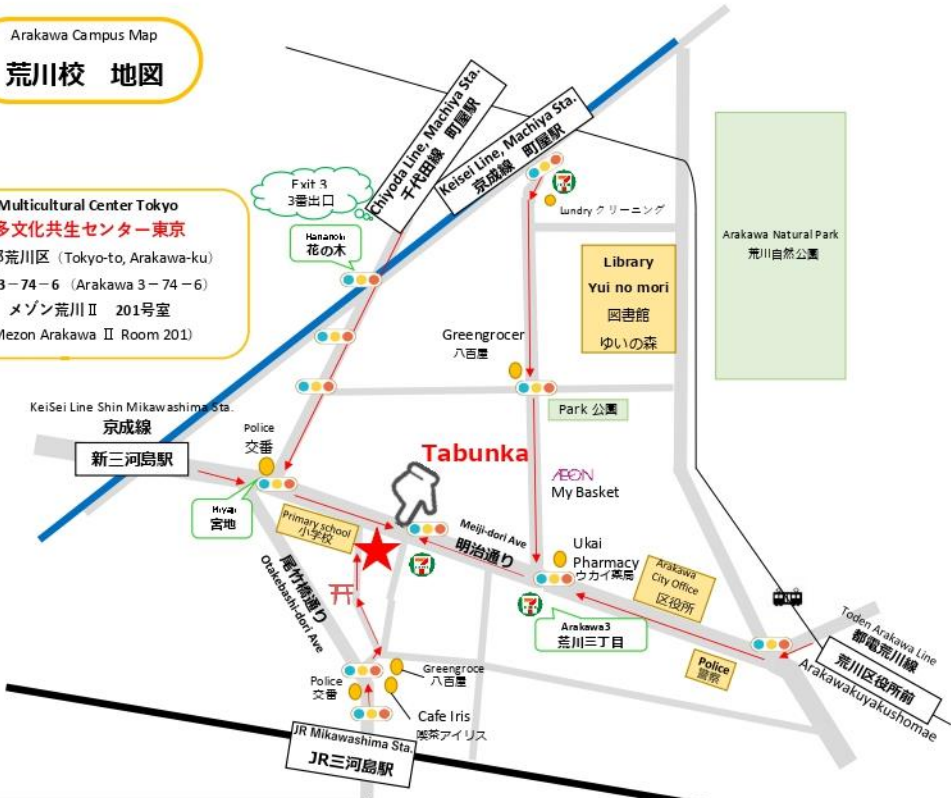 Arakawa Campus Map
荒川校 地図
Multicultural Center Tokyo
多文化共生センター東京
荒川区（Tokyo-to, Arakawa-ku）
3－74－6 （Arakawa 3－74－6）
メゾン荒川Ⅱ 201号室
Mezon Arakawa Ⅱ Room 201)
Chiyoda Line, Machiya Sta.
千代田線 町屋駅
Keisei Line, Machiya Sta.
京成線 町屋駅
Exit 3
3番出口
花の木
Lundry クリーニング
Arakawa Natural Park
荒川自然公園
Library
Yui no mori
図書館
ゆいの森
Greengrocer
八百屋
Park 公園
KeiSei Line Shin Mikawashima Sta.
京成線
新三河島駅
Police
交番
宮地
Tabunka
ÆON
My Basket
Primary school
小学校
Meiji-dori Ave
明治通り
Ukai
Pharmacy
ウカイ薬局
Arakawa
City Office
区役所
Arakawa3
荒川三丁目
尾竹橋通り
Otakebashi-dori Ave
Toden Arakawa Line
都電荒川線
荒川区役所前
Arakawakuyakushomae
Police
警察
Police
交番
Greengroce
八百屋
Cafe Iris
喫茶アイリス
JR Mikawashima Sta.
JR三河島駅